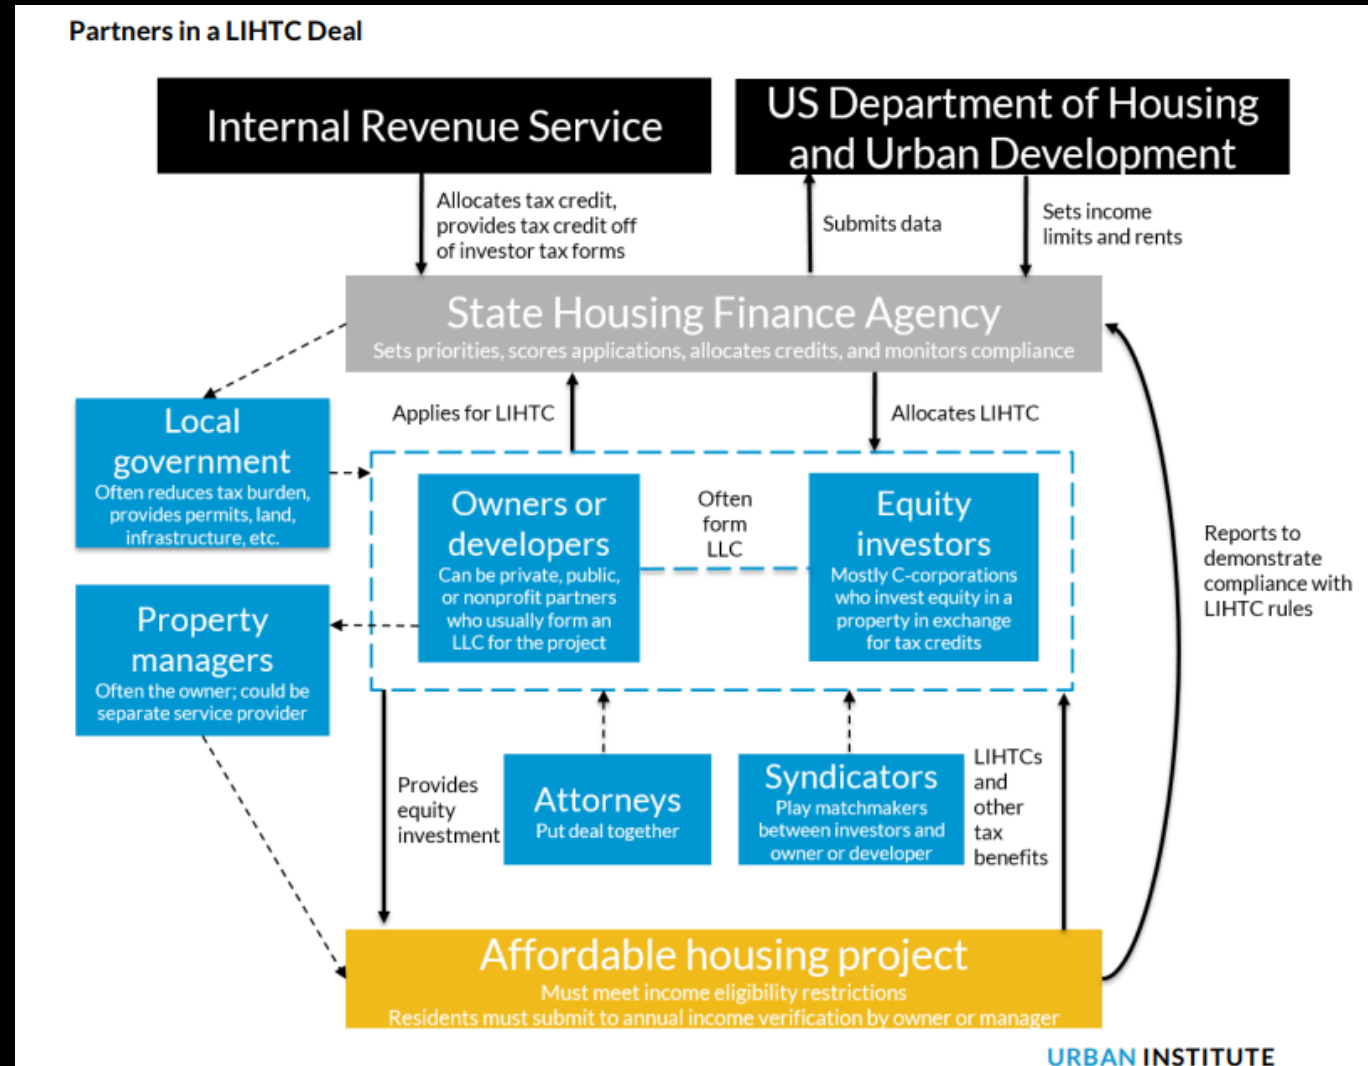 Partners in a LIHTC Deal
Internal Revenue Service
US Department of Housing
and Urban Development
Allocates tax credit,
provides tax credit off
of investor tax forms
Submits data
Sets income
limits and rents
State Housing Finance Agency
Sets priorities, scores applications, allocates credits, and monitors compliance
Local
government
Often reduces tax burden,
provides permits, land,
infrastructure, etc.
Applies for LIHTC
Allocates LIHTC
Owners or
developers
Can be private, public,
or nonprofit partners
who usually form an
LLC for the project
Often
form
LLC
Equity
investors
Mostly C-corporations
who invest equity in a
property in exchange
for tax credits
Reports to
demonstrate
compliance with
LIHTC rules
Property
managers
Often the owner; could be
separate service provider
Provides
equity
investment
Attorneys
Put deal together
Syndicators
Play matchmakers
between investors and
owner or developer
LIHTCs
and
other
tax
benefits
Affordable housing project
Must meet income eligibility restrictions
Residents must submit to annual income verification by owner or manager
URBAN INSTITUTE